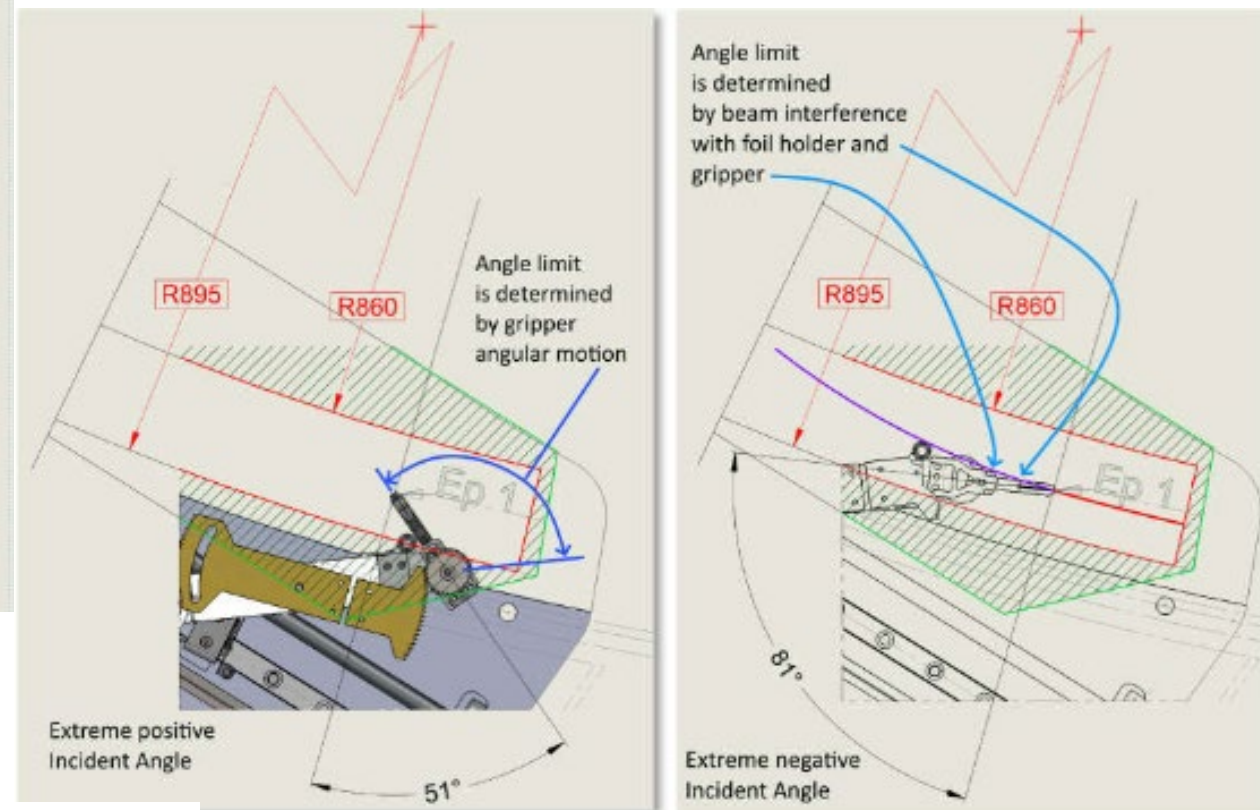 R895
R860
Angle limit
is determined
by gripper
angular motion
Ep 1
Extreme positive
Incident Angle
51°
Angle limit
is determined
by beam interference
with foil holder and
gripper
R895
R860
Ep 1
81°
Extreme negative
Incident Angle